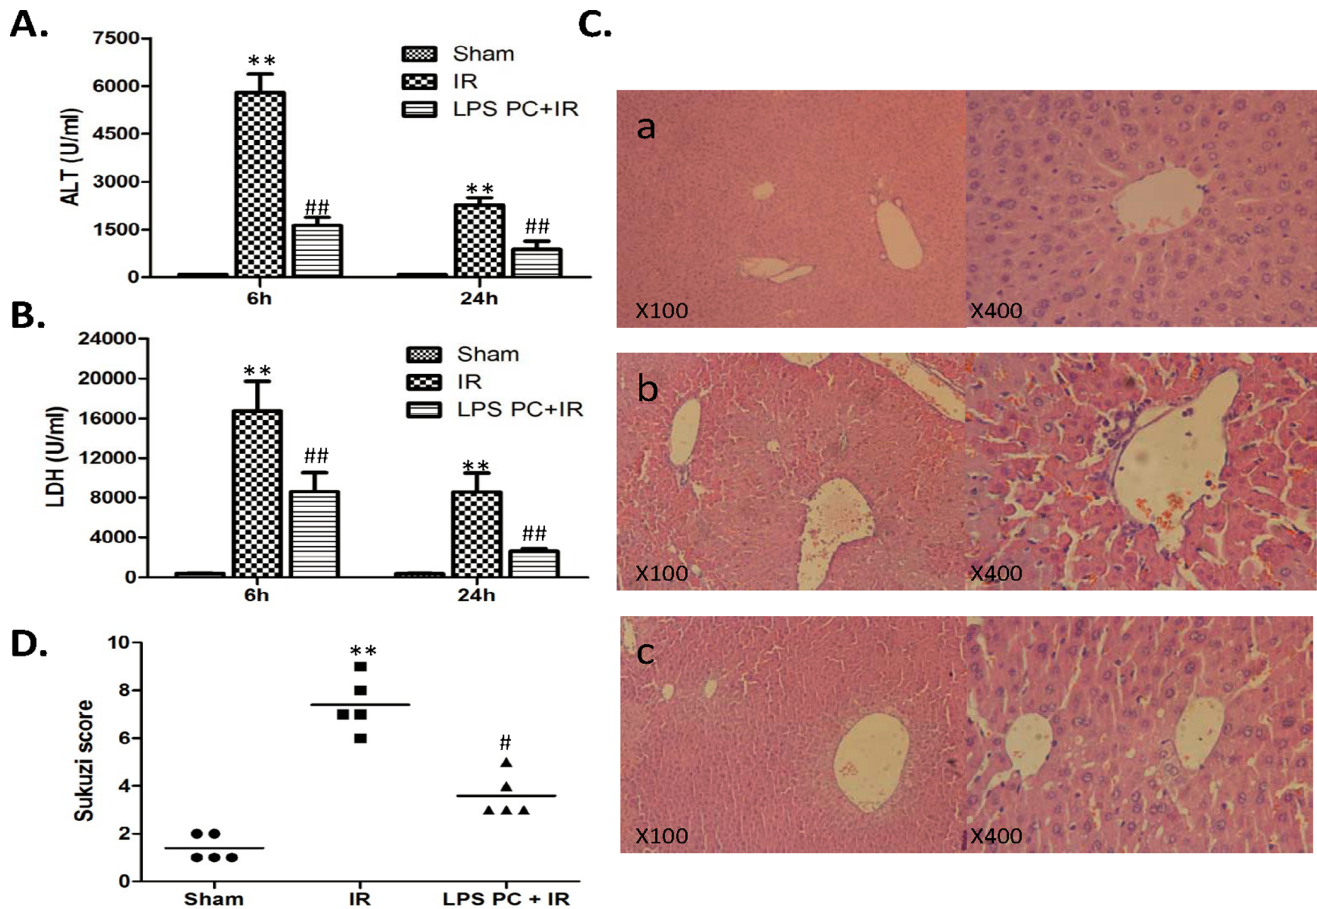 A.
ALT (U/ml)
7500
6000
4500
3000
1500
0
Sham
IR
LPS PC+IR
**
##
**
##
6h
24h
B.
LDH (U/ml)
24000
20000
16000
12000
8000
4000
0
Sham
IR
LPS PC+IR
**
##
**
##
6h
24h
D.
Sukuzi score
10
8
6
4
2
0
**
#
Sham
IR
LPS PC + IR
C.
a
X100
X400
b
X100
X400
c
X100
X400